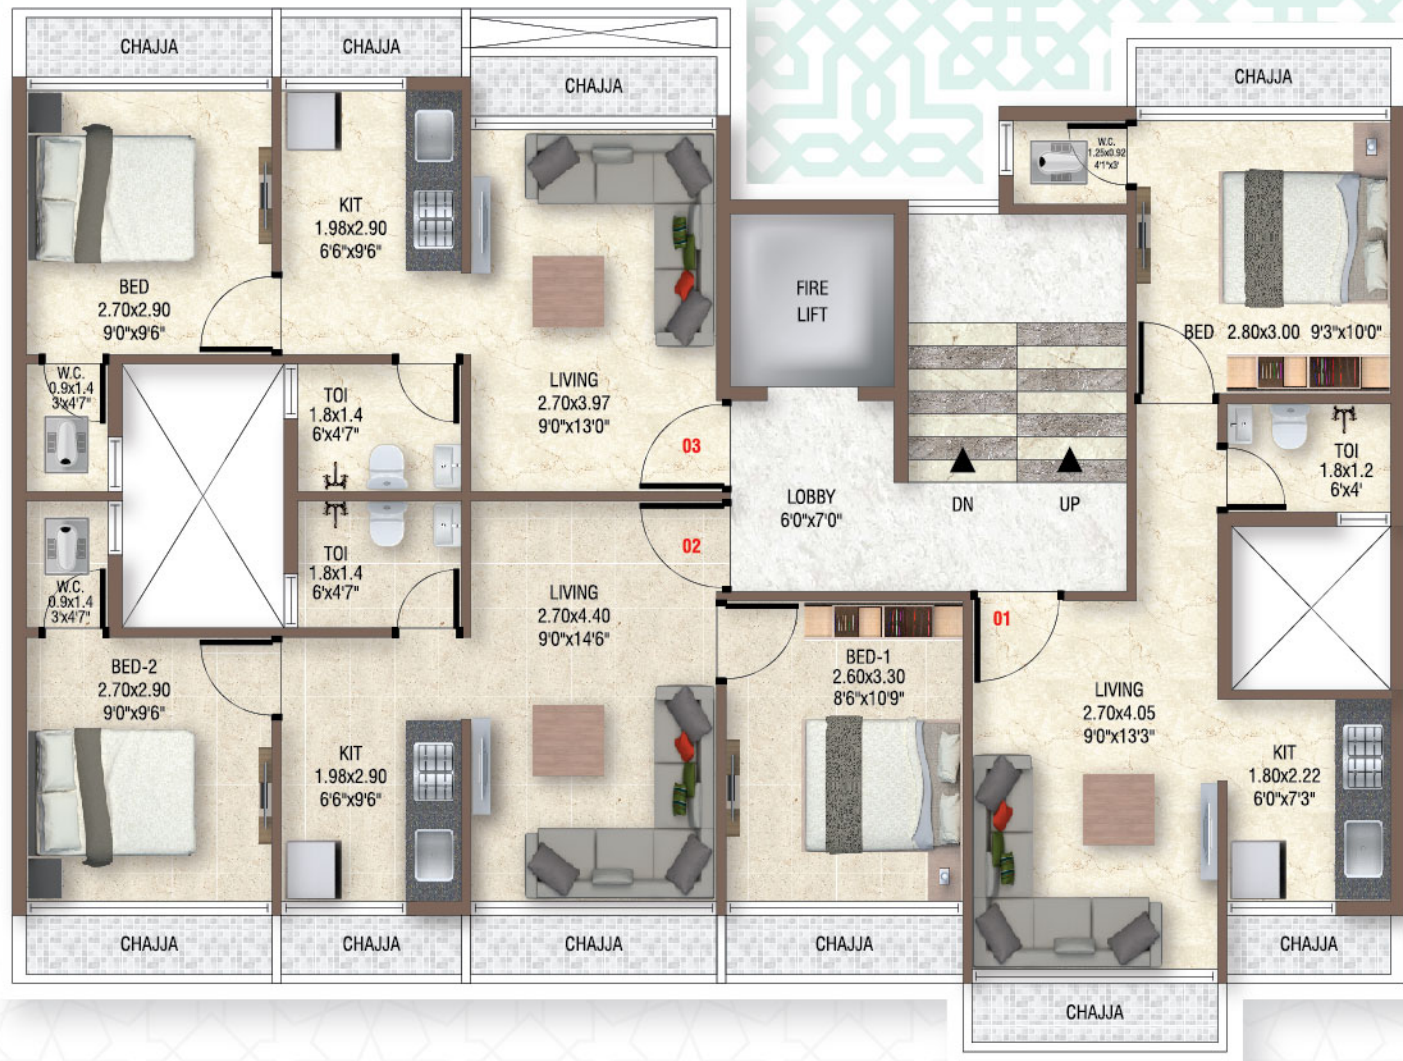 CHAJJA
CHAJJA
CHAJJA
CHAJJA
KIT
1.98x2.90
6'6"x9'6"
BED
2.70x2.90
9'0"x9'6"
W.C.
0.9x1.4
3'x4'7"
TOI
1.8x1.4
6'x4'7"
LIVING
2.70x3.97
9'0"x13'0"
03
FIRE
LIFT
LOBBY
6'0"x7'0"
DN
UP
W.C.
1.25x0.92
4'1"x3'
BED 2.80x3.00 9'3"x10'0"
TOI
1.8x1.2
6'x4'
02
W.C.
0.9x1.4
3'x4'7"
TOI
1.8x1.4
6'x4'7"
LIVING
2.70x4.40
9'0"x14'6"
BED-2
2.70x2.90
9'0"x9'6"
KIT
1.98x2.90
6'6"x9'6"
BED-1
2.60x3.30
8'6"x10'9"
01
LIVING
2.70x4.05
9'0"x13'3"
KIT
1.80x2.22
6'0"x7'3"
CHAJJA
CHAJJA
CHAJJA
CHAJJA
CHAJJA
CHAJJA